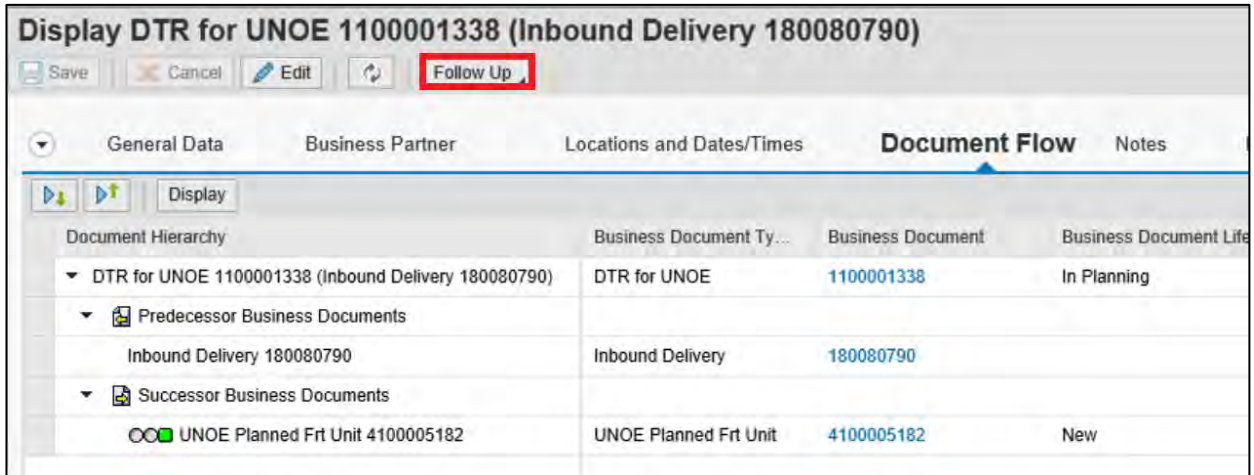 Display DTR for UNOE 1100001338 (Inbound Delivery 180080790)
Save Cancel Edit Follow Up
General Data Business Partner Locations and Dates/Times Document Flow Notes
Display
Document Hierarchy Business Document Ty... Business Document Business Document Life
DTR for UNOE 1100001338 (Inbound Delivery 180080790) DTR for UNOE 1100001338 In Planning
Predecessor Business Documents
Inbound Delivery 180080790 Inbound Delivery 180080790
Successor Business Documents
UNOE Planned Frt Unit 4100005182 UNOE Planned Frt Unit 4100005182 New